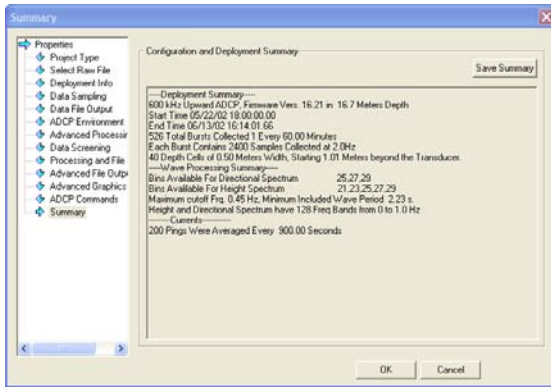 Summary
Properties
Project Type
Select Raw File
Deployment Info
Data Sampling
Data File Output
ADCP Environment
Advanced Processir
Data Screening
Processing and File
Advanced File Outp
Advanced Graphics
ADCP Commands
Summary
Configuration and Deployment Summary
Save Summary
----Deployment Summary----
600 kHz Upward ADCP, Firmware Vers. 16.21 in 16.7 Meters Depth
Start Time 05/22/02 18:00:00.00
End Time 06/13/02 16:14:01.66
526 Total Bursts Collected 1 Every 60.00 Minutes
Each Burst Contains 2400 Samples Collected at 2.0Hz
40 Depth Cells of 0.50 Meters Width, Starting 1.01 Meters beyond the Transducer.
----Wave Processing Summary----
Bins Available For Directional Spectrum 25,27,29
Bins Available For Height Spectrum 21,23,25,27,29
Maximum cutoff Frq. 0.45 Hz, Minimum Included Wave Period 2.23 s.
Height and Directional Spectrum have 128 Freq Bands from 0 to 1.0 Hz
--------Currents----------
200 Pings Were Averaged Every 900.00 Seconds
OK
Cancel